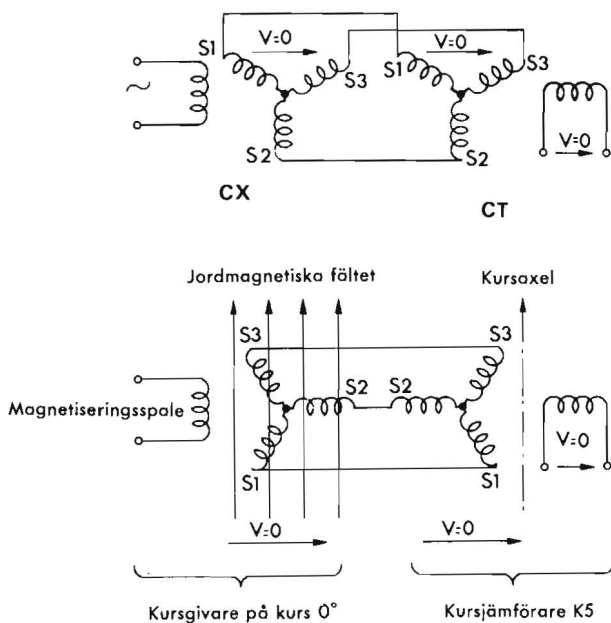 S1 V=0 S3 S1 V=0 S3
~
S2 S2 V=0
CX CT
Jordmagnetiska fältet Kursaxel
S3 S3
Magnetiseringsspole S2 S2
V=0
S1 S1
V=0 V=0
Kursgivare på kurs 0° Kursjämförare K5